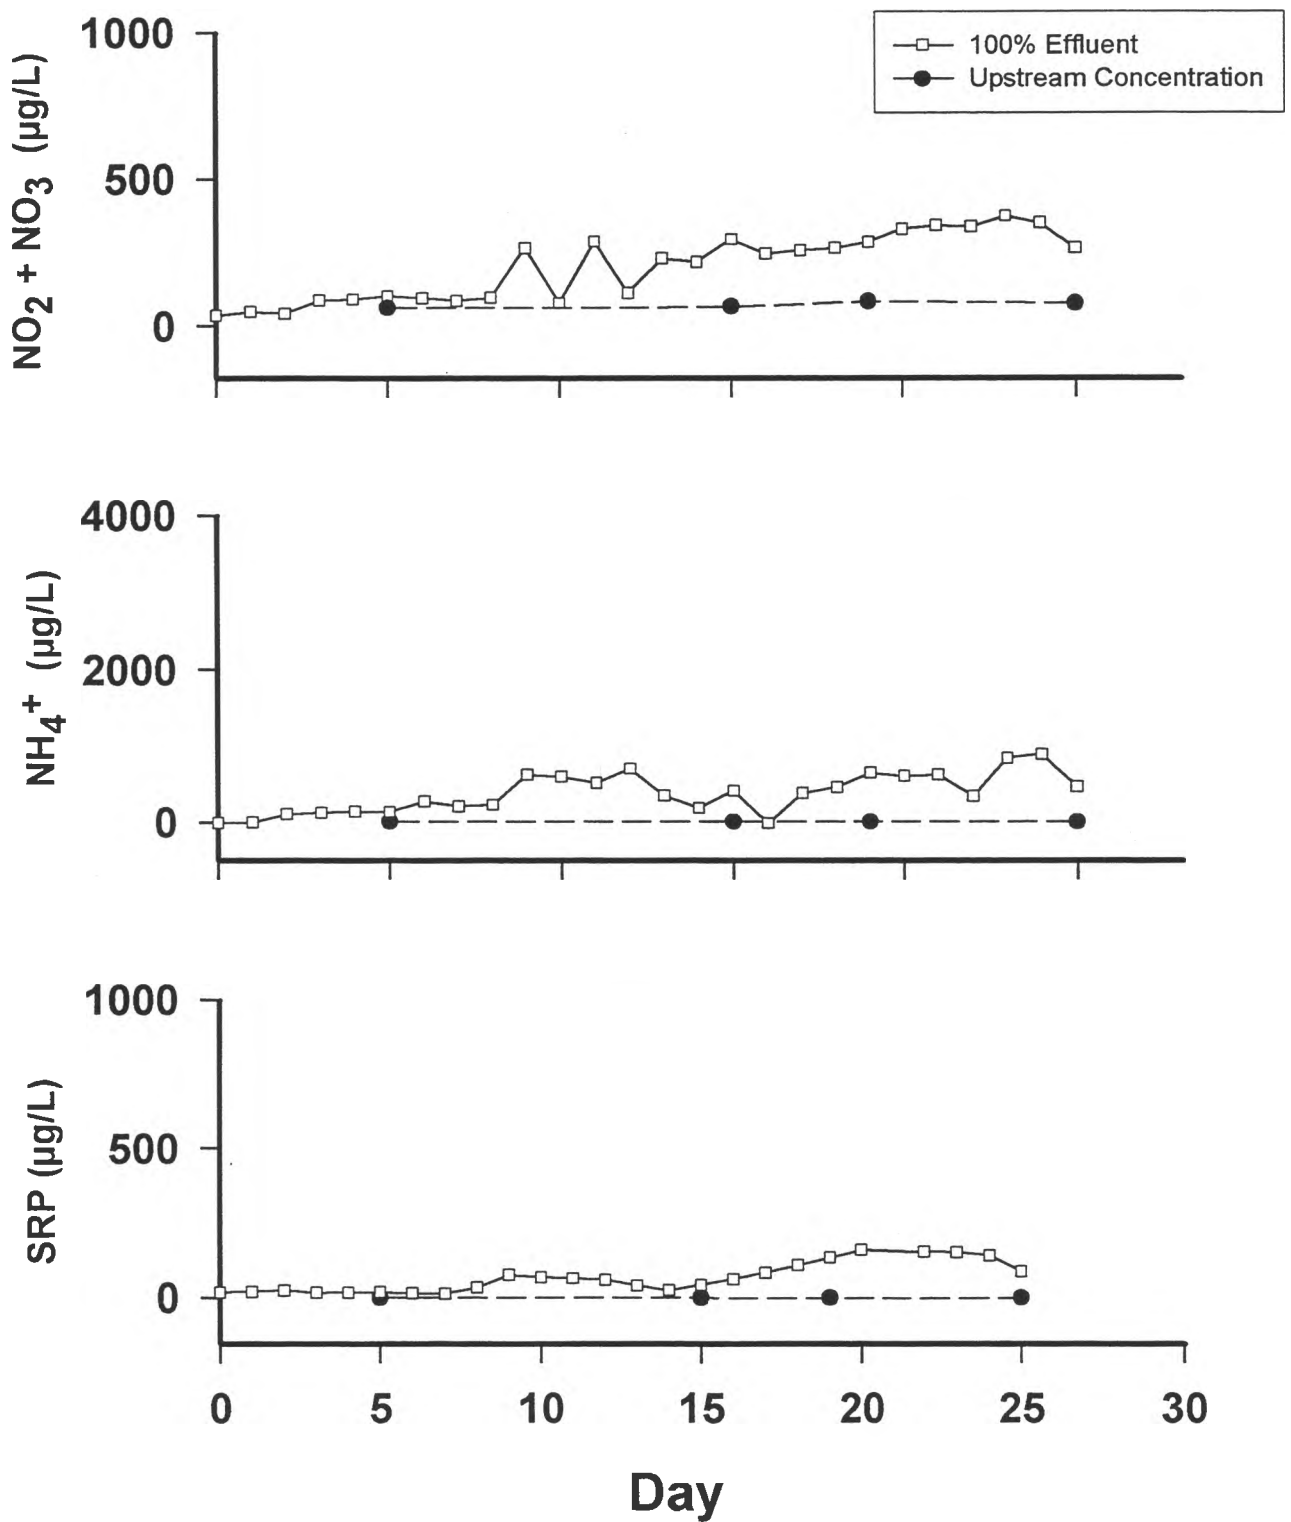 100% Effluent
Upstream Concentration
NO2 + NO3 (µg/L)
1000
500
0
NH4+ (µg/L)
4000
2000
0
SRP (µg/L)
1000
500
0
0 5 10 15 20 25 30
Day